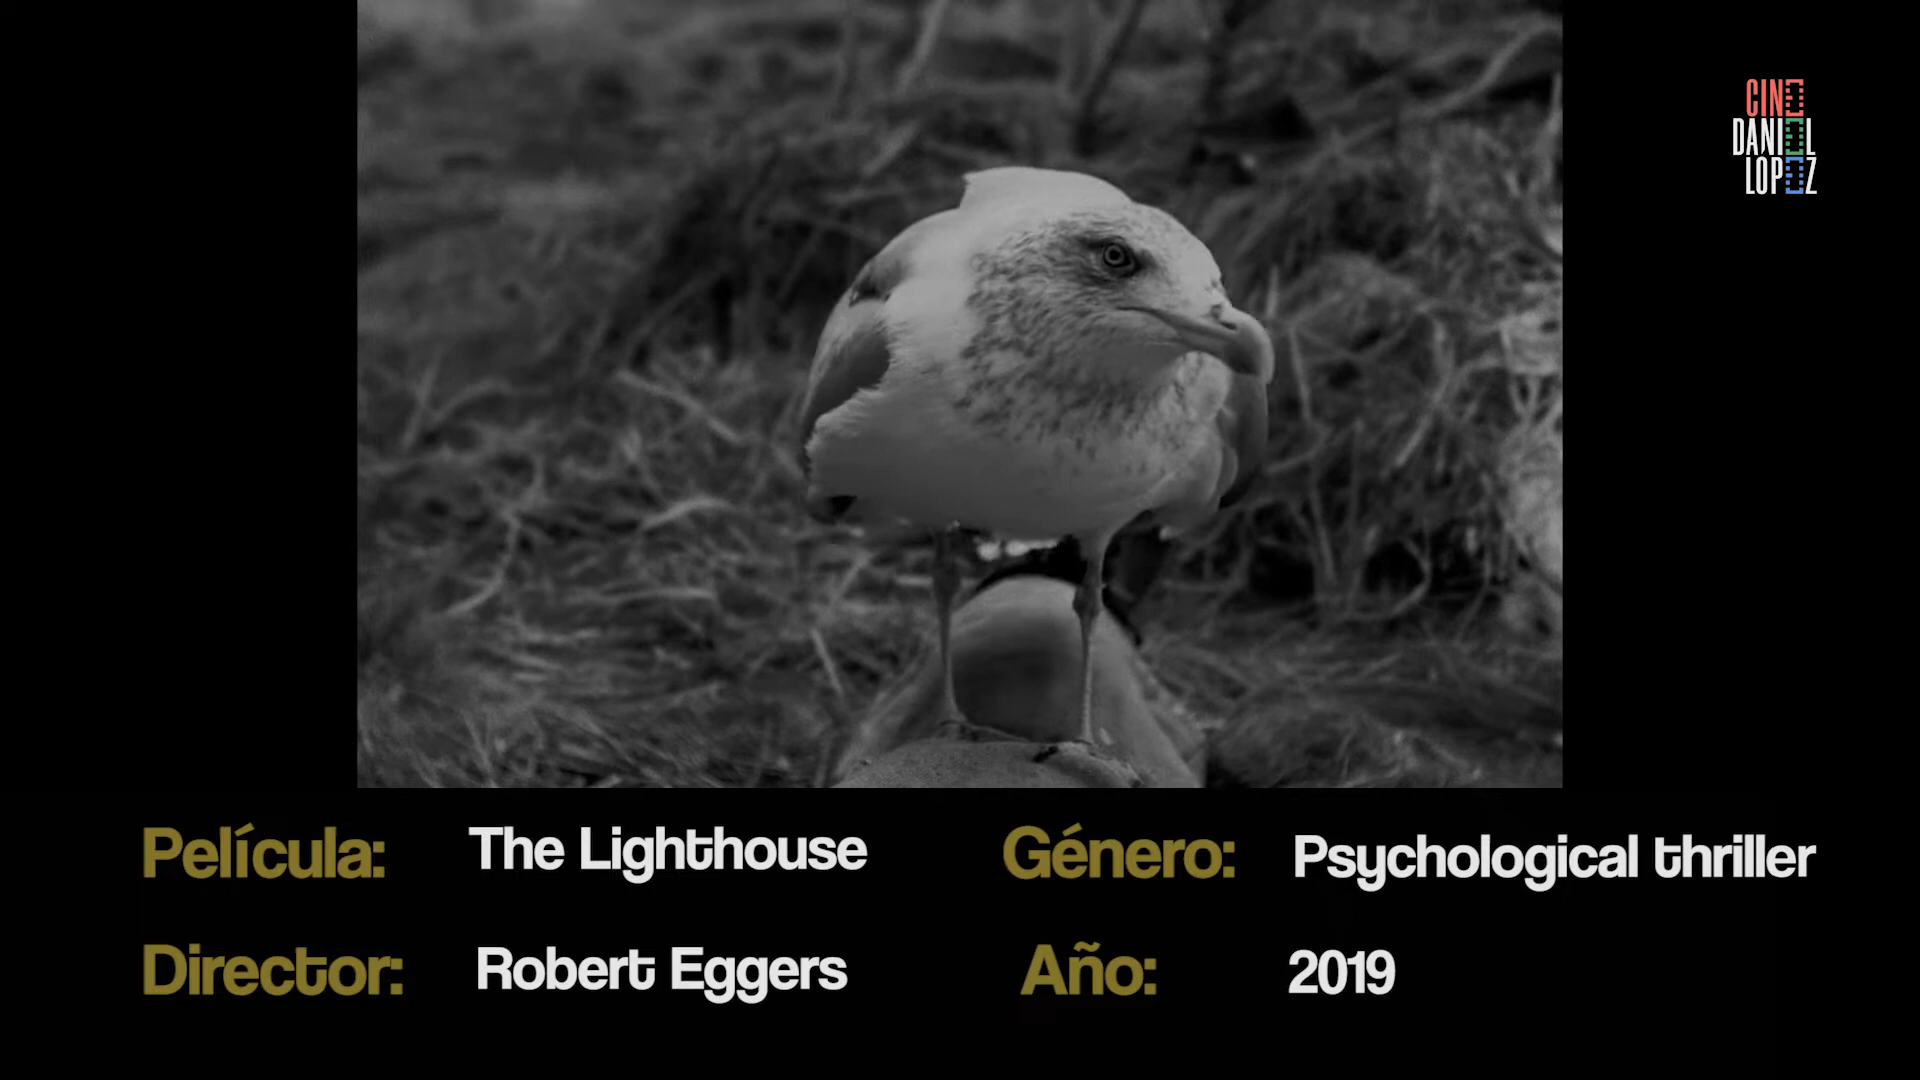 CINE
DANIEL
LOPEZ
Película: The Lighthouse
Género: Psychological thriller
Director: Robert Eggers
Año: 2019